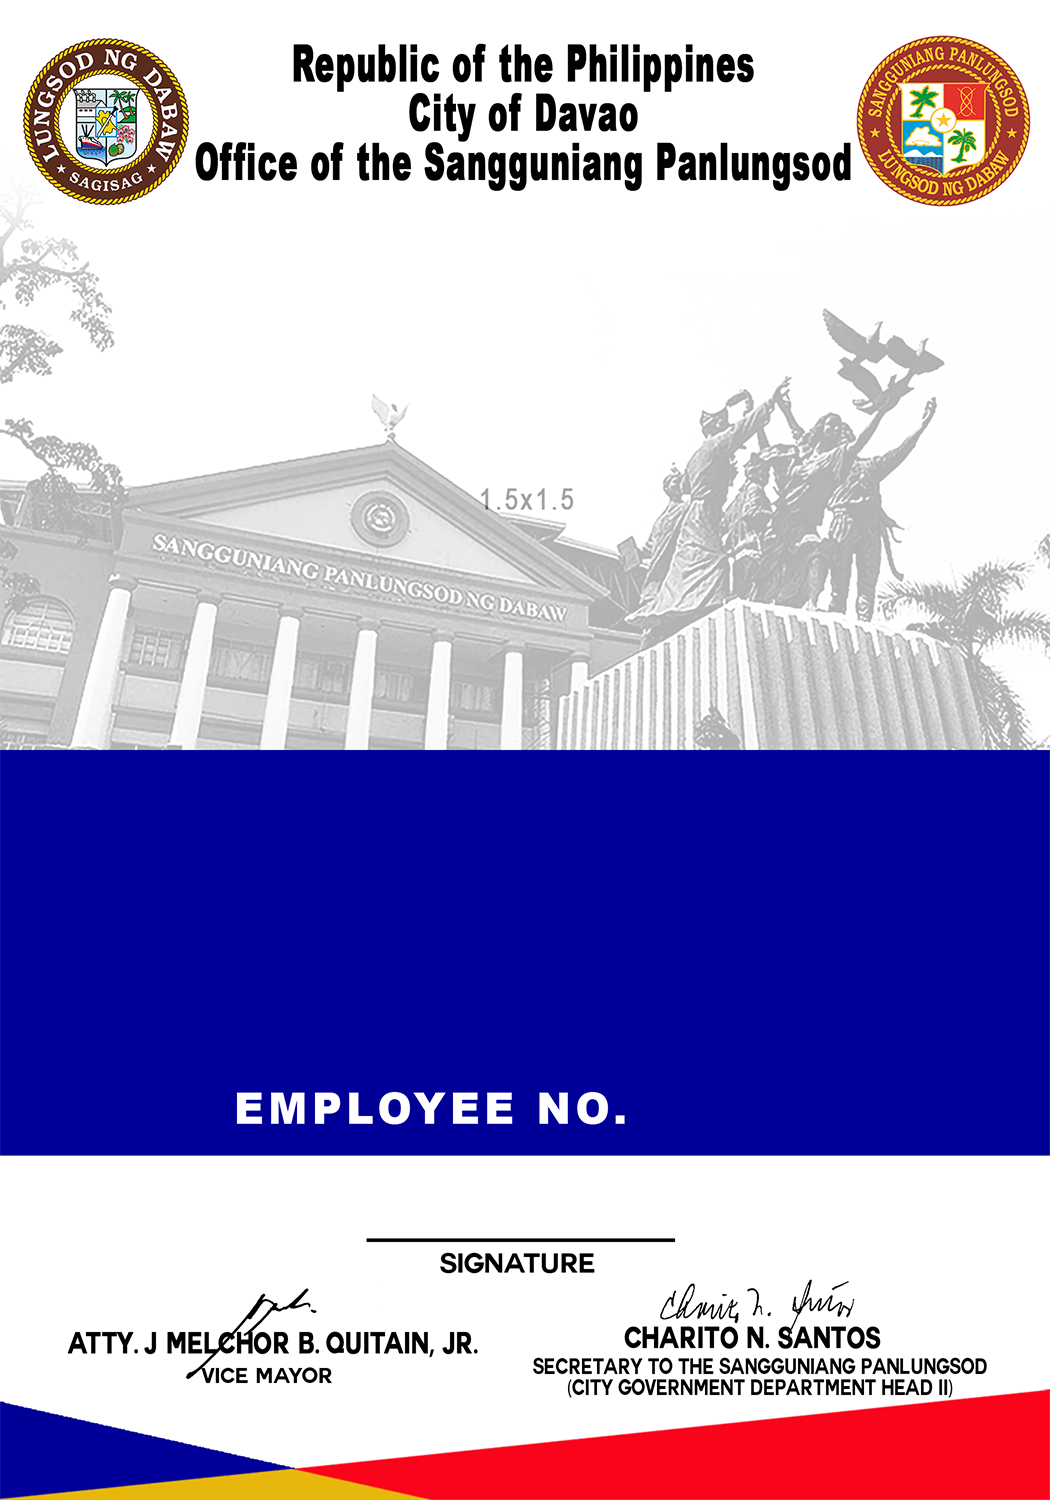 LUNGSOD NG DABAW
SAGISAG
Republic of the Philippines
City of Davao
Office of the Sangguniang Panlungsod
SANGGUNIANG PANLUNGSOD
LUNGSOD NG DABAW
1.5x1.5
SANGGUNIANG PANLUNGSOD NG DABAW
EMPLOYEE NO.
SIGNATURE
ATTY. J MELCHOR B. QUITAIN, JR.
VICE MAYOR
CHARITO N. SANTOS
SECRETARY TO THE SANGGUNIANG PANLUNGSOD
(CITY GOVERNMENT DEPARTMENT HEAD II)